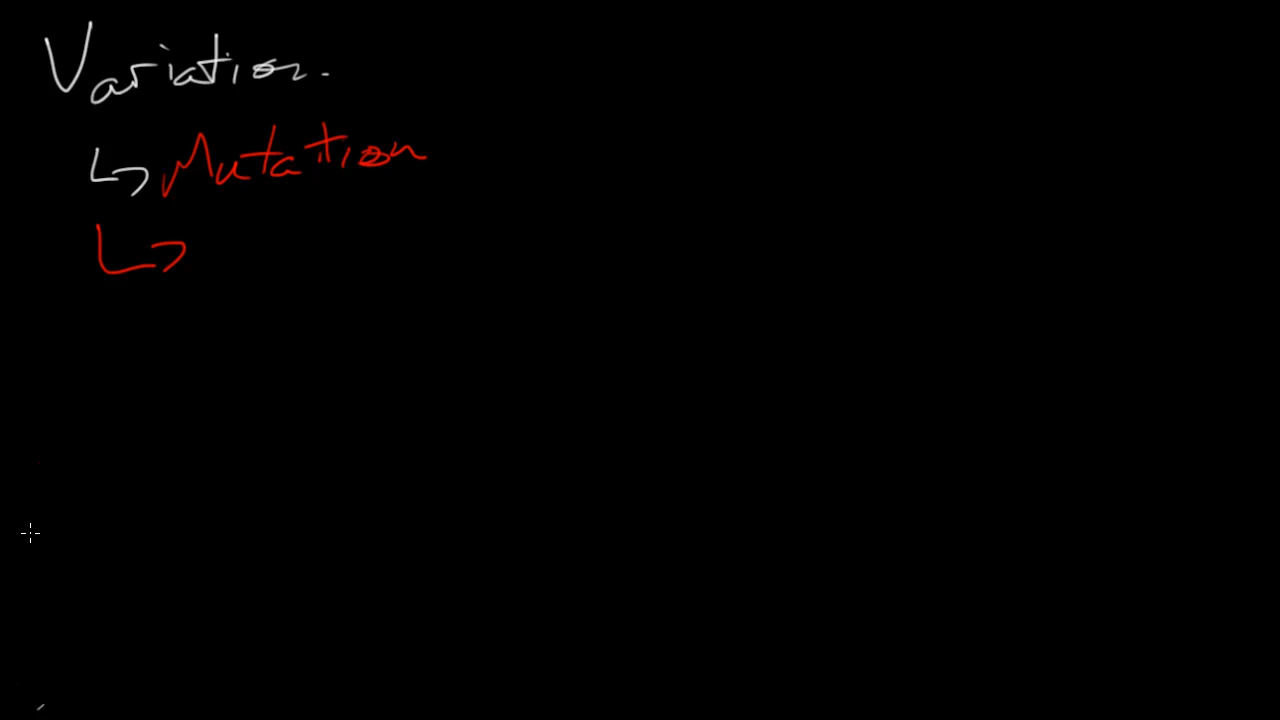 Variation.
↳ Mutation
↳